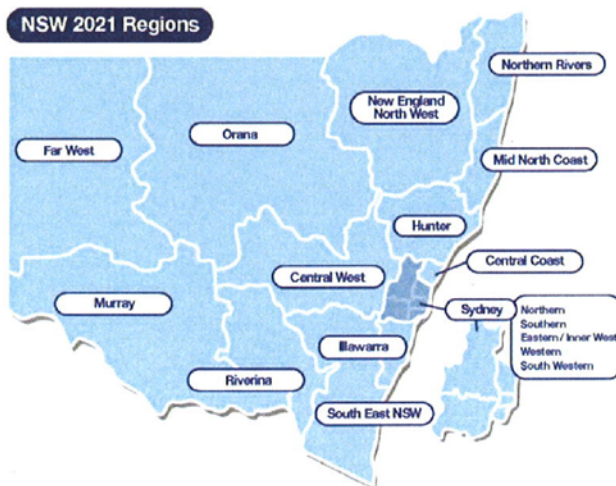 NSW 2021 Regions
Northern Rivers
New England
North West
Orana
Far West
Mid North Coast
Hunter
Central Coast
Central West
Murray
Sydney
Northern
Southern
Eastern / Inner West
Western
South Western
Illawarra
Riverina
South East NSW